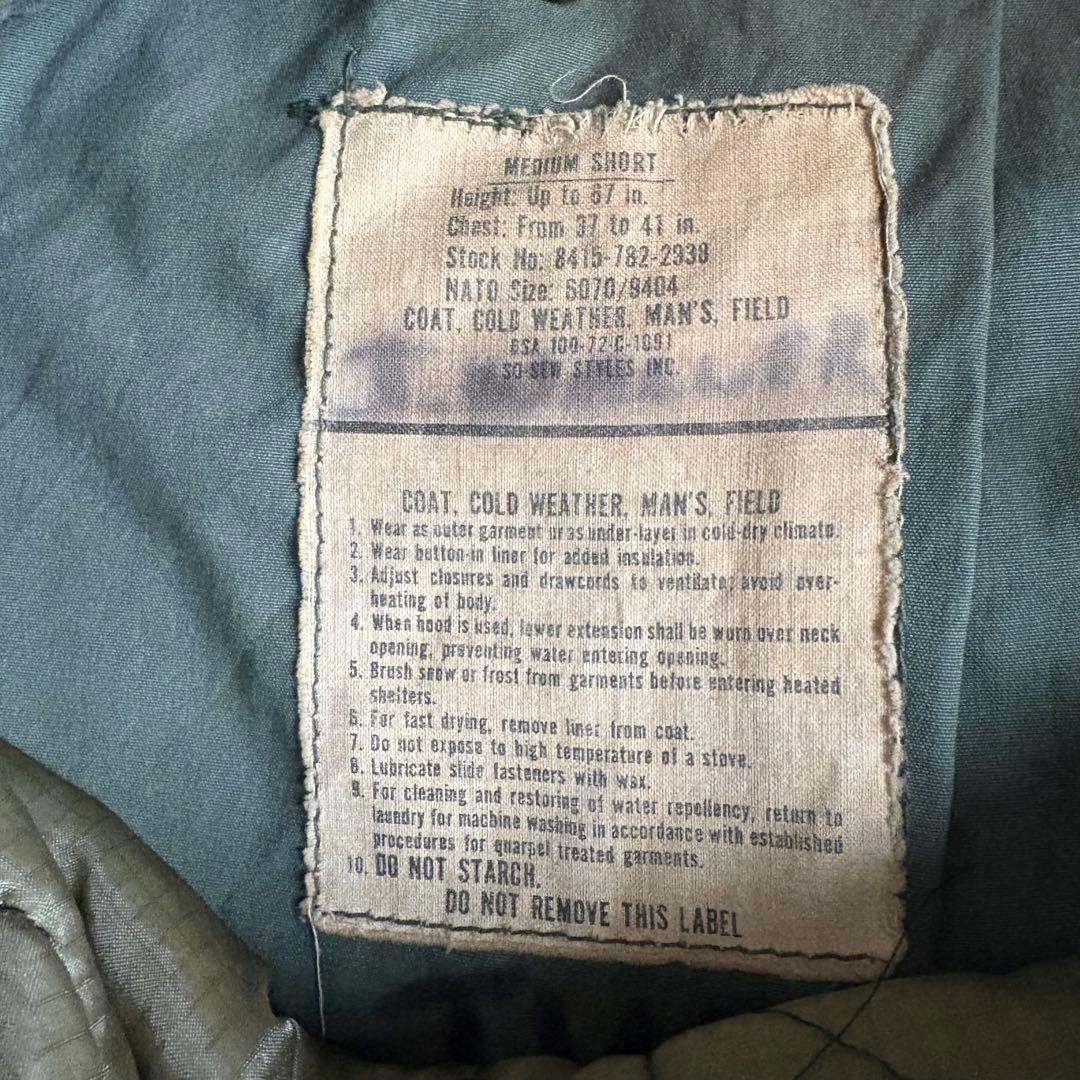 MEDIUM SHORT
Height: Up to 67 in.
Chest: From 37 to 41 in.
Stock No: 8415-782-2938
NATO Size: 6070/9404
COAT, COLD WEATHER, MAN'S, FIELD
DSA 100-72-C-1091
SO-SEW STYLES INC.
COAT, COLD WEATHER, MAN'S, FIELD
1. Wear as outer garment or as under-layer in cold-dry climate.
2. Wear button-in liner for added insulation.
3. Adjust closures and drawcords to ventilate; avoid over-
heating of body.
4. When hood is used, lower extension shall be worn over neck
opening, preventing water entering opening.
5. Brush snow or frost from garments before entering heated
shelters.
6. For fast drying, remove liner from coat.
7. Do not expose to high temperature of a stove.
8. Lubricate slide fasteners with wax.
9. For cleaning and restoring of water repellency, return to
laundry for machine washing in accordance with established
procedures for quarpel treated garments.
10. DO NOT STARCH.
DO NOT REMOVE THIS LABEL